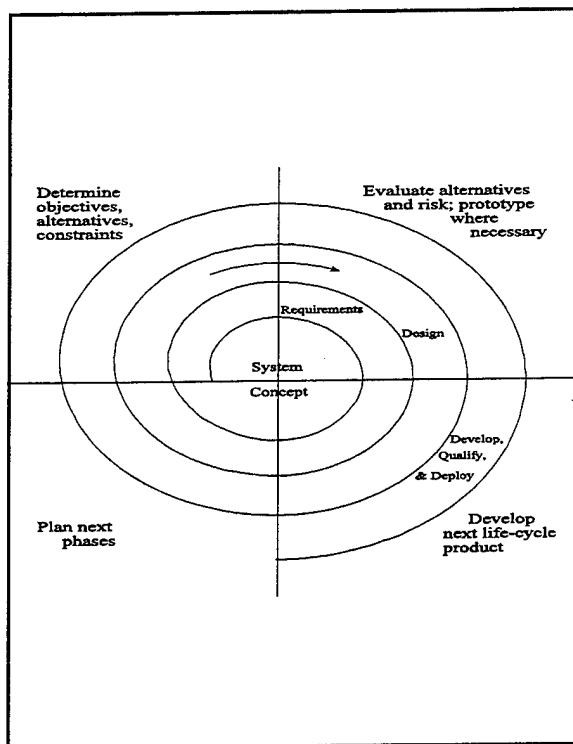 Determine
objectives,
alternatives,
constraints
Evaluate alternatives
and risk; prototype
where
necessary
Requirements
Design
System
Concept
Develop,
Qualify,
& Deploy
Plan next
phases
Develop
next life-cycle
product